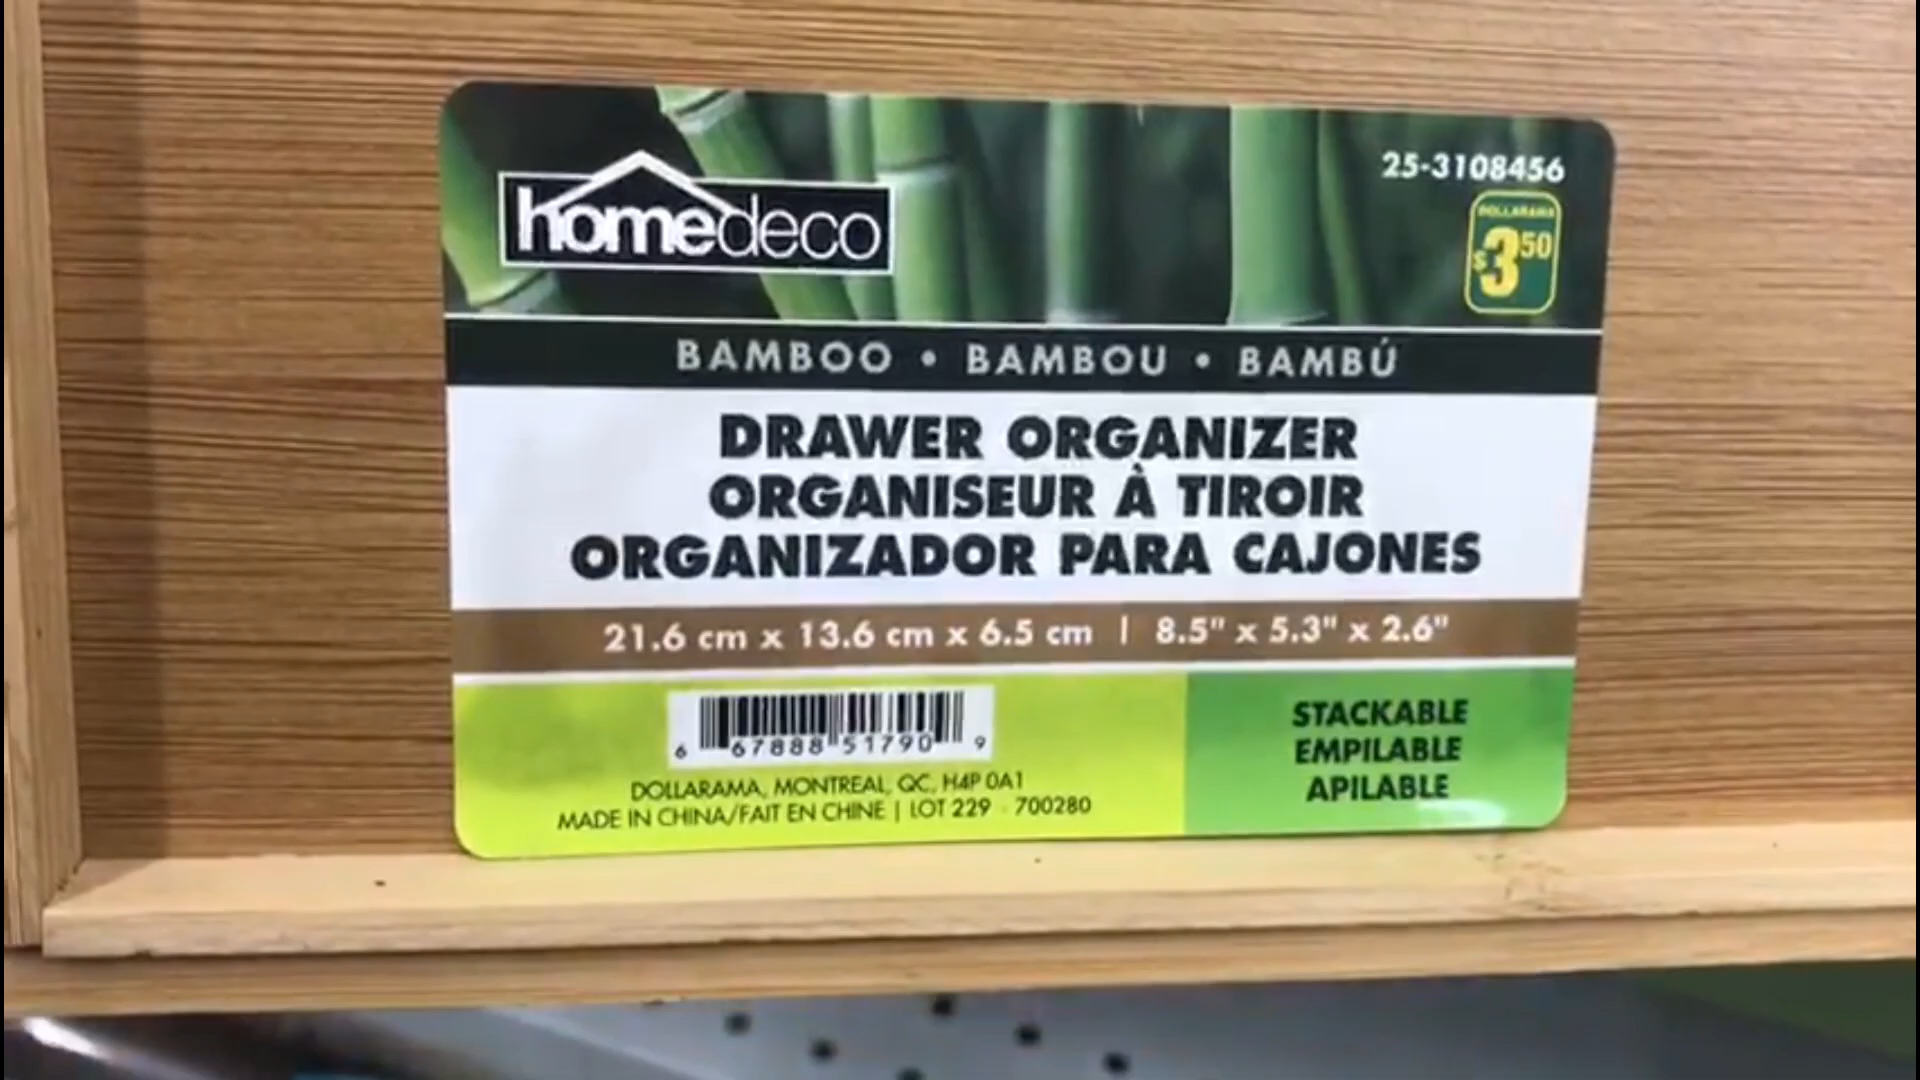 homedeco
25-3108456
DOLLARAMA
$3.50
BAMBOO • BAMBOU • BAMBÚ
DRAWER ORGANIZER
ORGANISEUR À TIROIR
ORGANIZADOR PARA CAJONES
21.6 cm x 13.6 cm x 6.5 cm | 8.5" x 5.3" x 2.6"
6 67888 51790 9
DOLLARAMA, MONTREAL, QC, H4P 0A1
MADE IN CHINA/FAIT EN CHINE | LOT 229 - 700280
STACKABLE
EMPILABLE
APILABLE